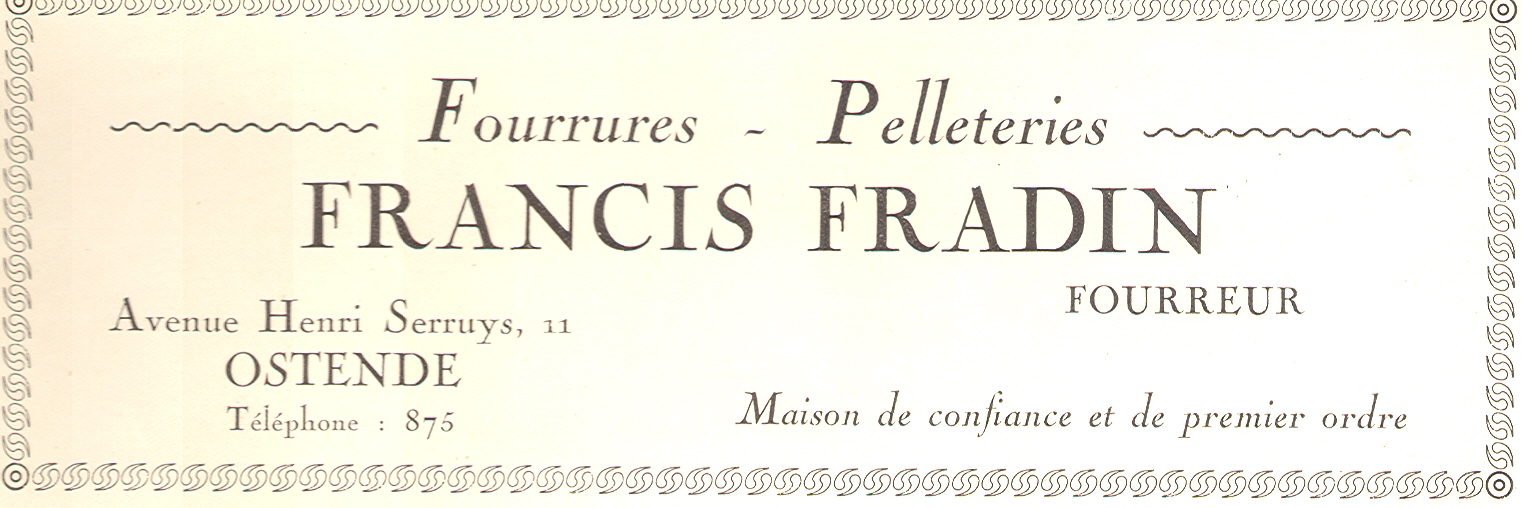 Fourrures - Pelleteries
FRANCIS FRADIN
FOURREUR
Avenue Henri Serruys, 11
OSTENDE
Téléphone : 875
Maison de confiance et de premier ordre